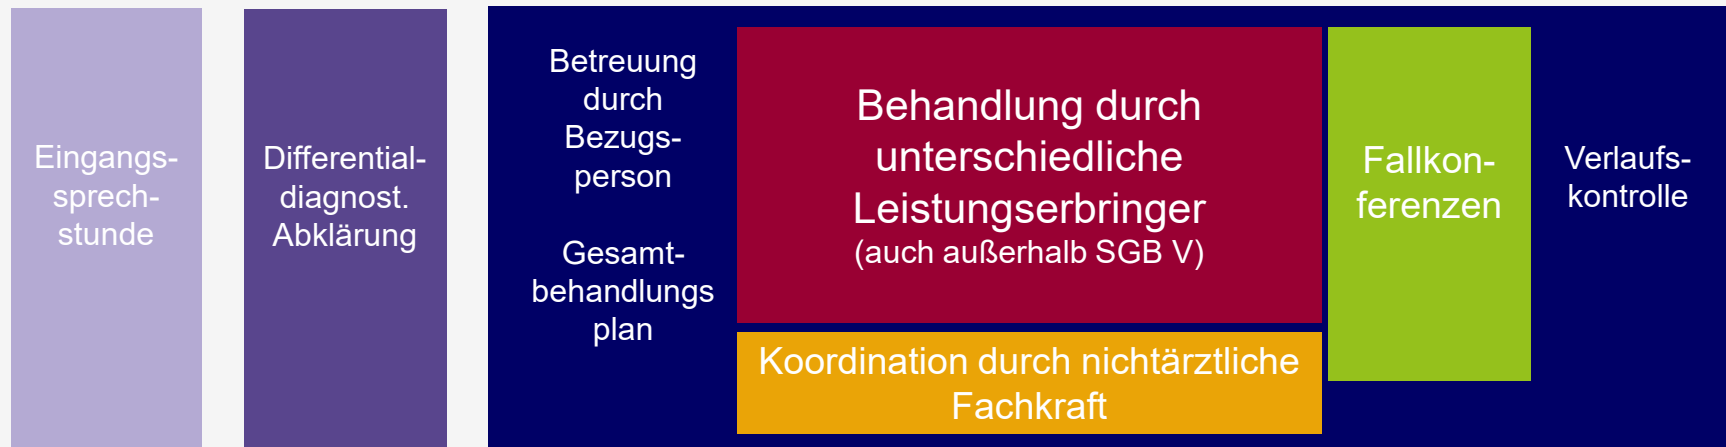 Eingangs-
sprech-
stunde
Differential-
diagnost.
Abklärung
Betreuung
durch
Bezugs-
person
Gesamt-
behandlungs
plan
Behandlung durch
unterschiedliche
Leistungserbringer
(auch außerhalb SGB V)
Koordination durch nichtärztliche
Fachkraft
Fallkon-
ferenzen
Verlaufs-
kontrolle